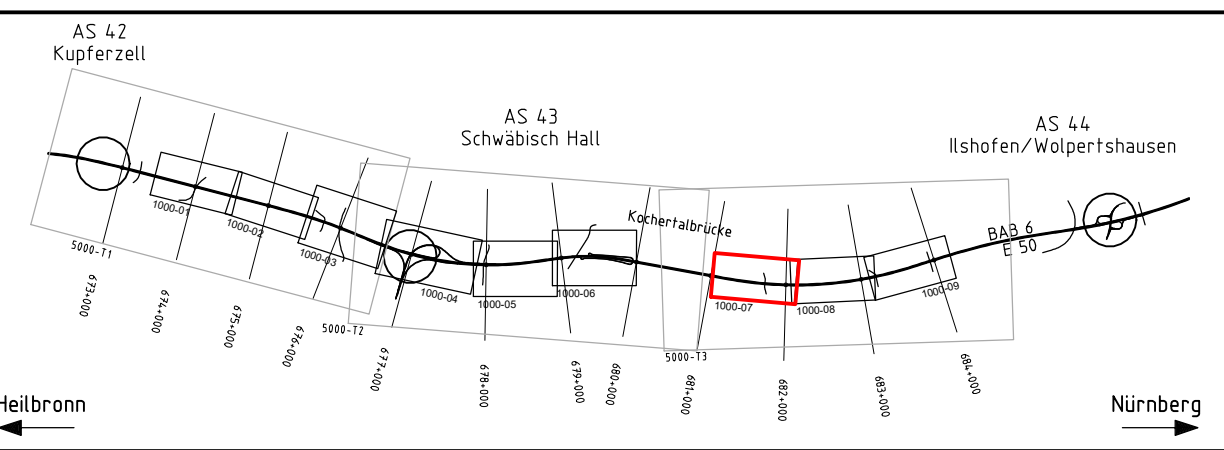 AS 42
Kupferzell
AS 43
Schwäbisch Hall
AS 44
Ilshofen/Wolpertshausen
1000-01
1000-02
1000-03
1000-04
1000-05
1000-06
Kochertalbrücke
1000-07
1000-08
1000-09
BAB 6
E 50
5000-T1
5000-T2
5000-T3
673+000
674+000
675+000
676+000
677+000
678+000
679+000
680+000
681+000
682+000
683+000
684+000
Heilbronn
Nürnberg